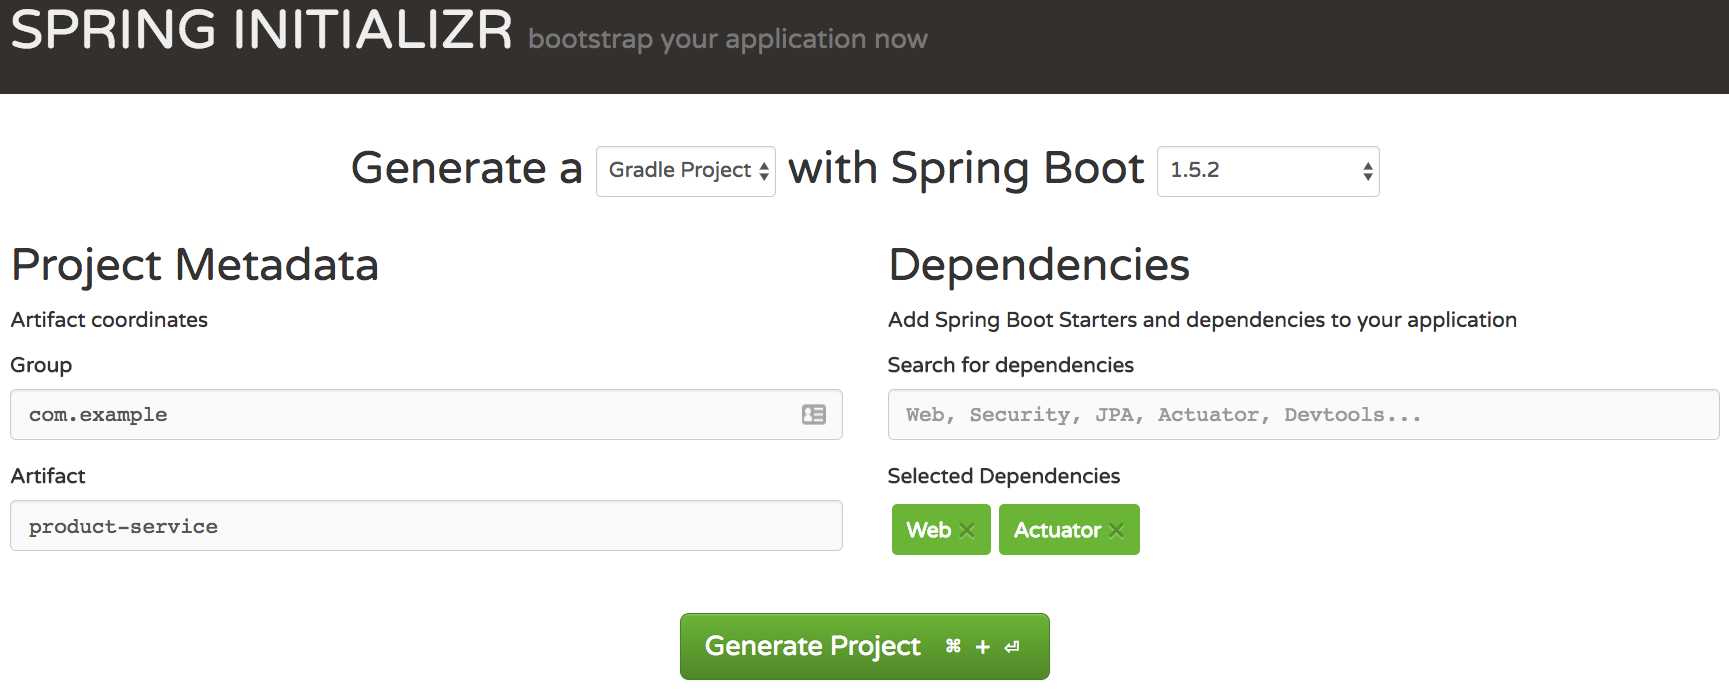 SPRING INITIALIZR bootstrap your application now
Generate a Gradle Project with Spring Boot 1.5.2
Project Metadata
Artifact coordinates
Group
com.example
Artifact
product-service
Dependencies
Add Spring Boot Starters and dependencies to your application
Search for dependencies
Web, Security, JPA, Actuator, Devtools...
Selected Dependencies
Web × Actuator ×
Generate Project ⌘ + ⏎